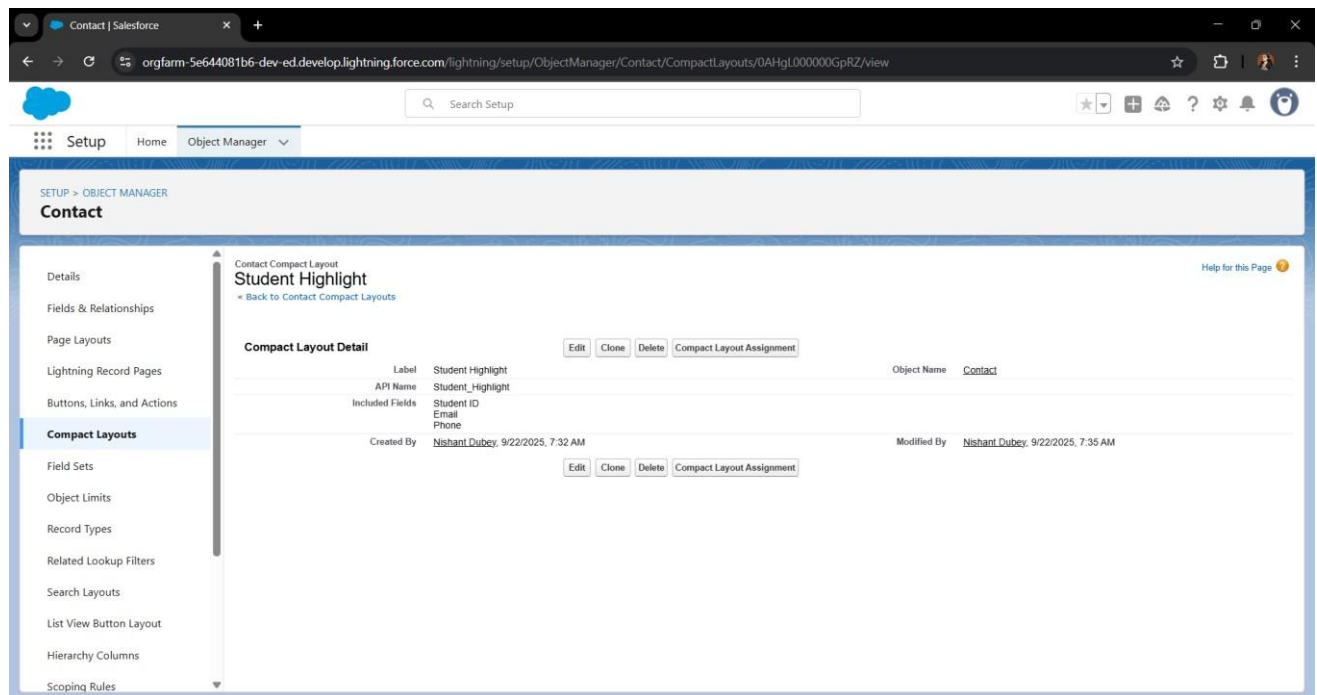 Contact | Salesforce
orgfarm-5e644081b6-dev-ed.develop.lightning.force.com/lightning/setup/ObjectManager/Contact/CompactLayouts/0AHgL000000GpRZ/view
Search Setup
Setup Home Object Manager
SETUP > OBJECT MANAGER
Contact
Details
Fields & Relationships
Page Layouts
Lightning Record Pages
Buttons, Links, and Actions
Compact Layouts
Field Sets
Object Limits
Record Types
Related Lookup Filters
Search Layouts
List View Button Layout
Hierarchy Columns
Scoping Rules
Contact Compact Layout
Student Highlight
« Back to Contact Compact Layouts
Help for this Page
Compact Layout Detail
Edit Clone Delete Compact Layout Assignment
Label Student Highlight Object Name Contact
API Name Student_Highlight
Included Fields Student ID
Email
Phone
Created By Nishant Dubey, 9/22/2025, 7:32 AM Modified By Nishant Dubey, 9/22/2025, 7:35 AM
Edit Clone Delete Compact Layout Assignment